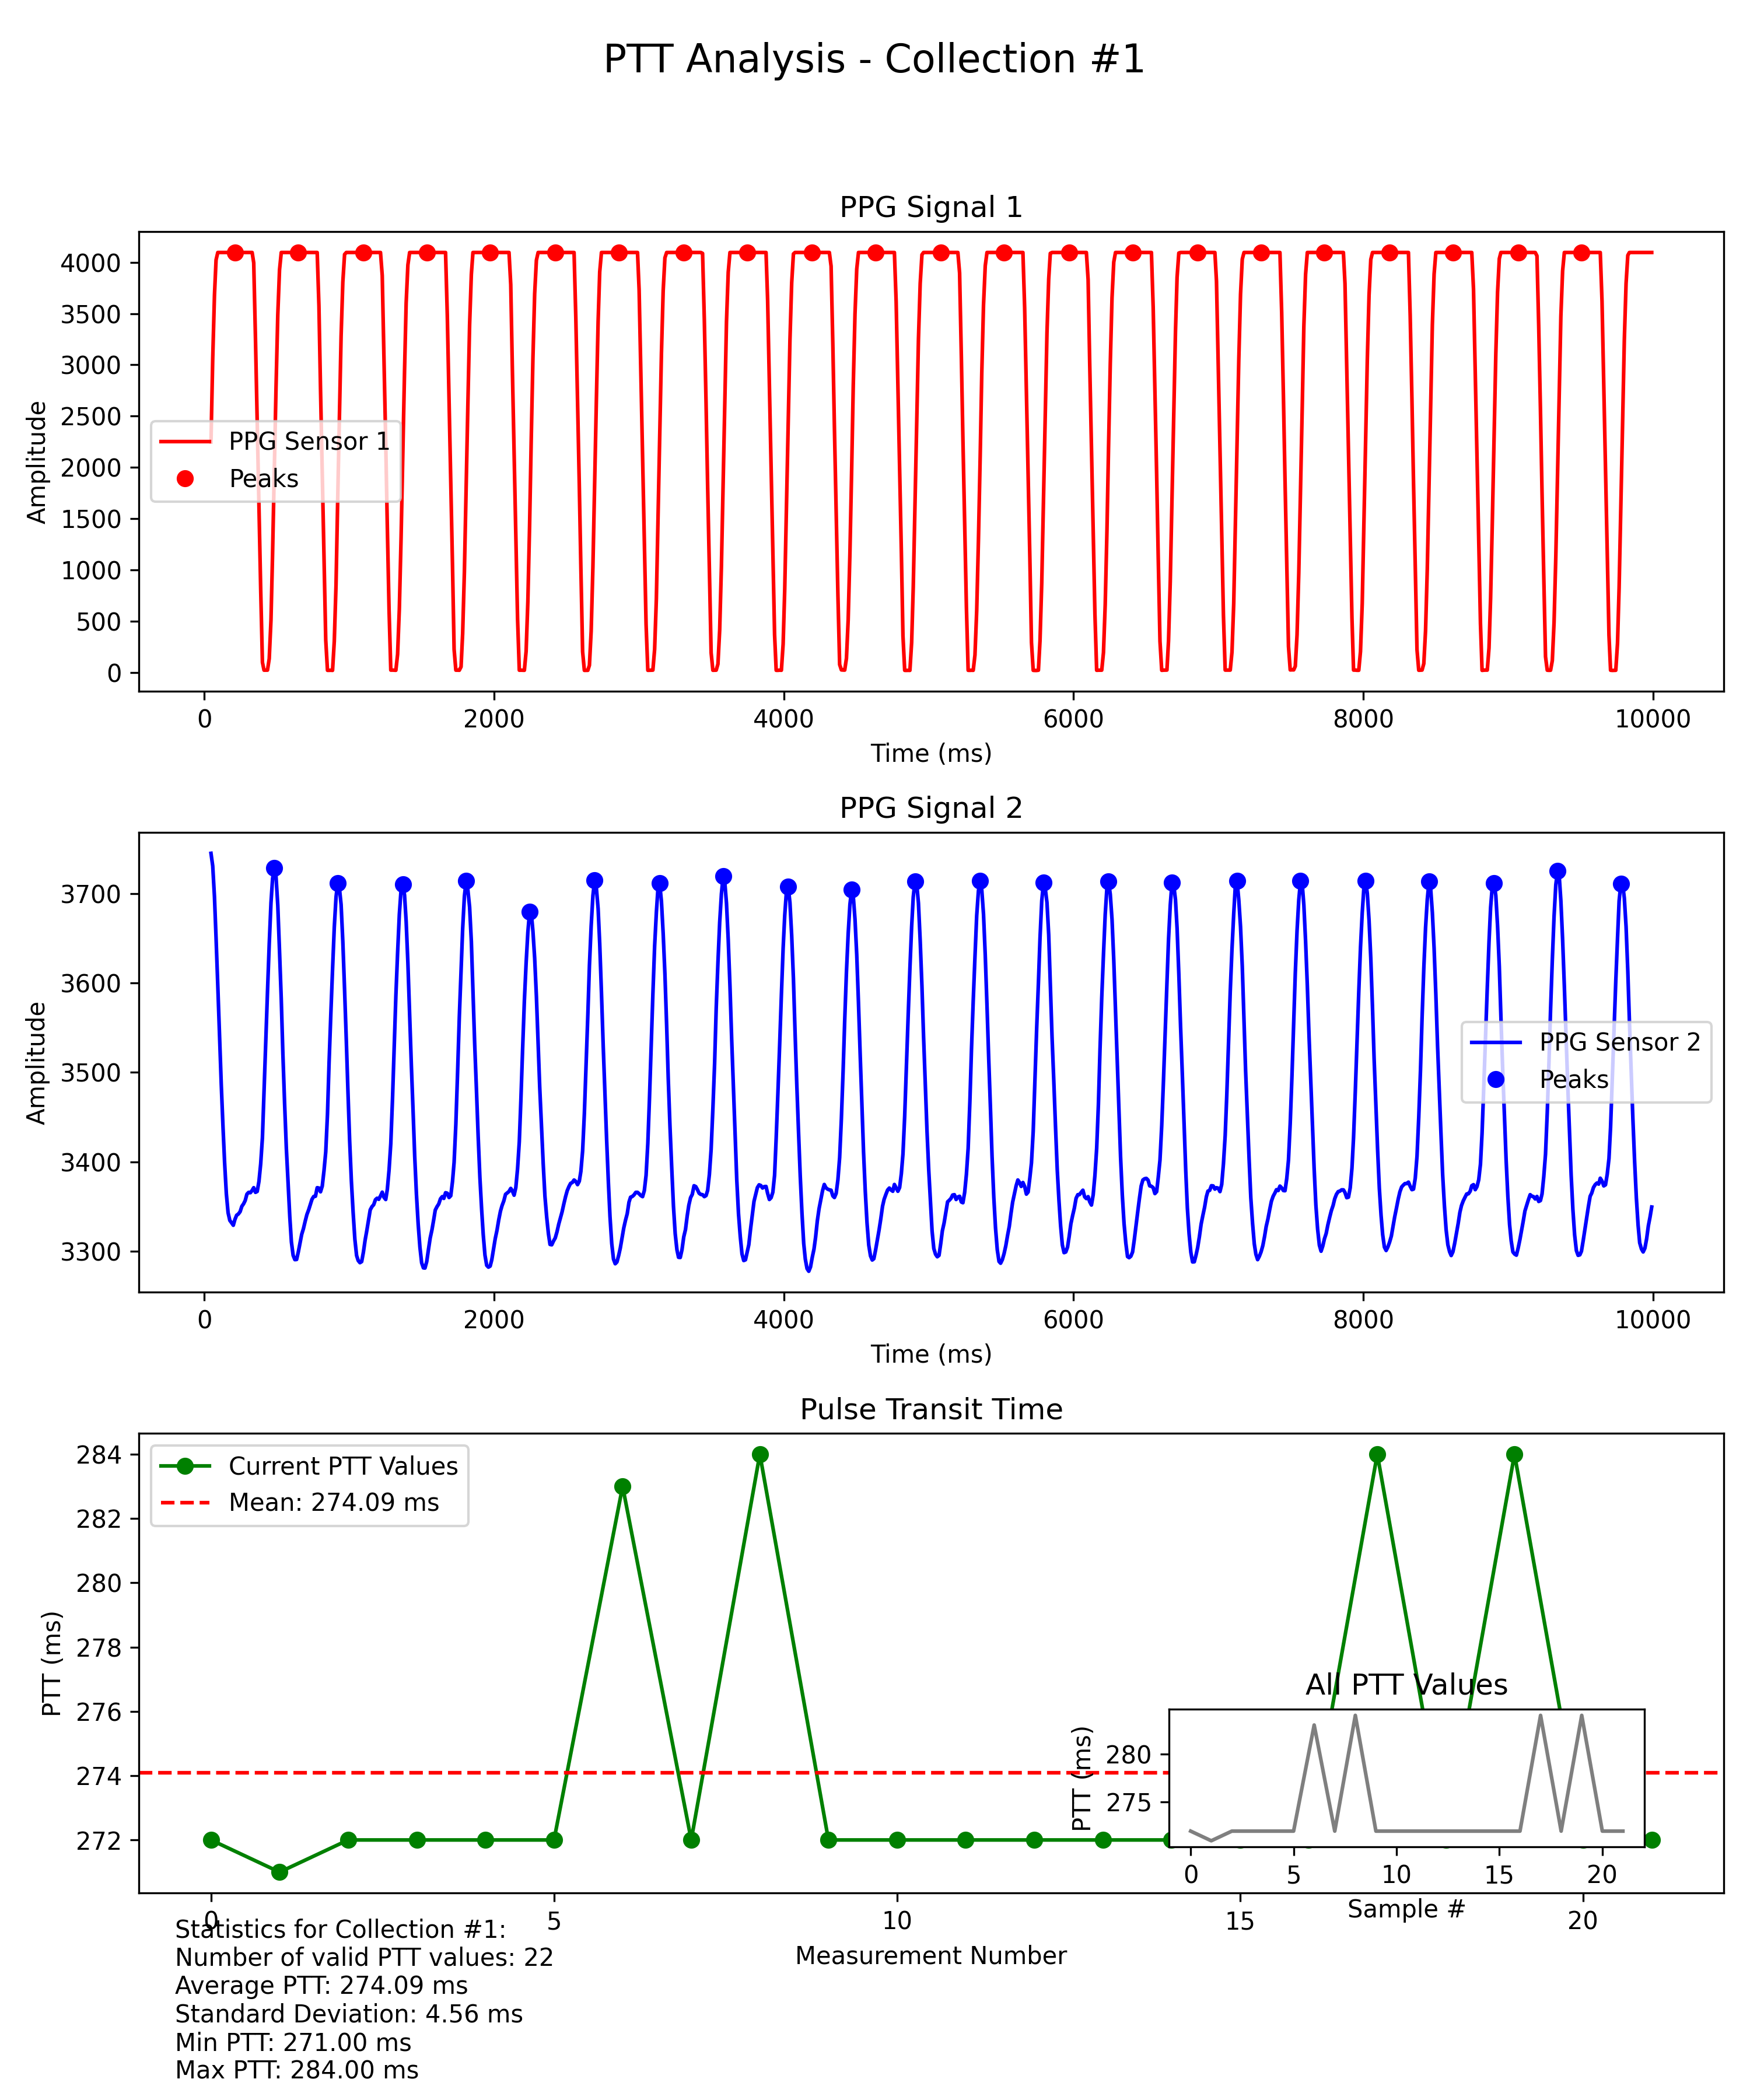 PTT Analysis - Collection #1
PPG Signal 1
Amplitude
4000
3500
3000
2500
2000
1500
1000
500
0
PPG Sensor 1
Peaks
0 2000 4000 6000 8000 10000
Time (ms)
PPG Signal 2
Amplitude
3700
3600
3500
3400
3300
PPG Sensor 2
Peaks
0 2000 4000 6000 8000 10000
Time (ms)
Pulse Transit Time
PTT (ms)
284
282
280
278
276
274
272
Current PTT Values
Mean: 274.09 ms
All PTT Values
PTT (ms)
280
275
0 5 10 15 20
Sample #
0 5 10 15 20
Measurement Number
Statistics for Collection #1:
Number of valid PTT values: 22
Average PTT: 274.09 ms
Standard Deviation: 4.56 ms
Min PTT: 271.00 ms
Max PTT: 284.00 ms